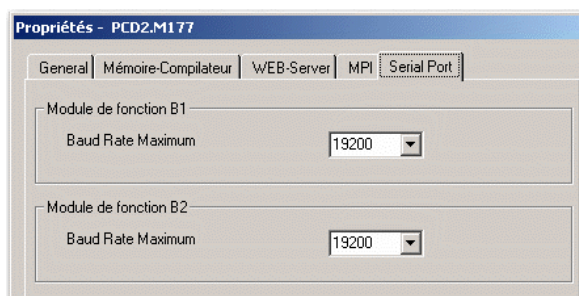 Propriétés - PCD2.M177
General Mémoire-Compilateur WEB-Server MPI Serial Port
Module de fonction B1
Baud Rate Maximum 19200
Module de fonction B2
Baud Rate Maximum 19200